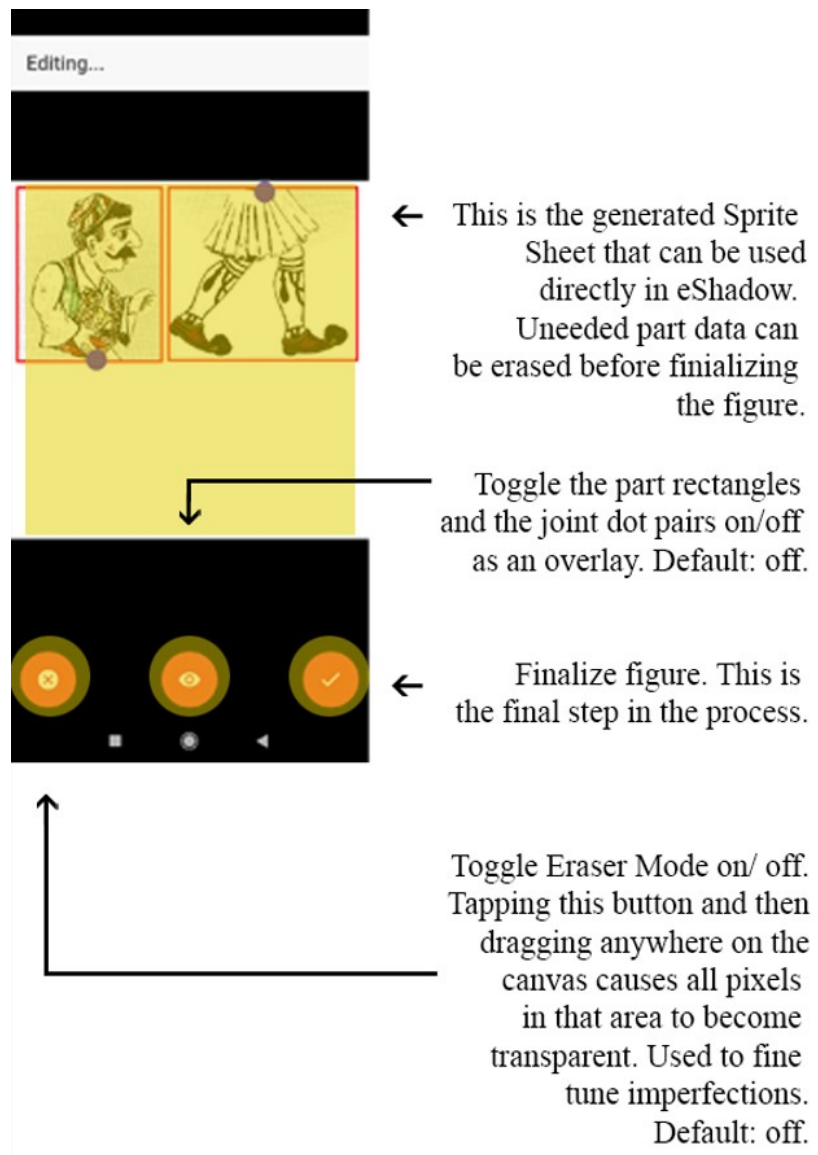 Editing...
← This is the generated Sprite
Sheet that can be used
directly in eShadow.
Uneeded part data can
be erased before finializing
the figure.
Toggle the part rectangles
and the joint dot pairs on/off
as an overlay. Default: off.
← Finalize figure. This is
the final step in the process.
Toggle Eraser Mode on/ off.
Tapping this button and then
dragging anywhere on the
canvas causes all pixels
in that area to become
transparent. Used to fine
tune imperfections.
Default: off.